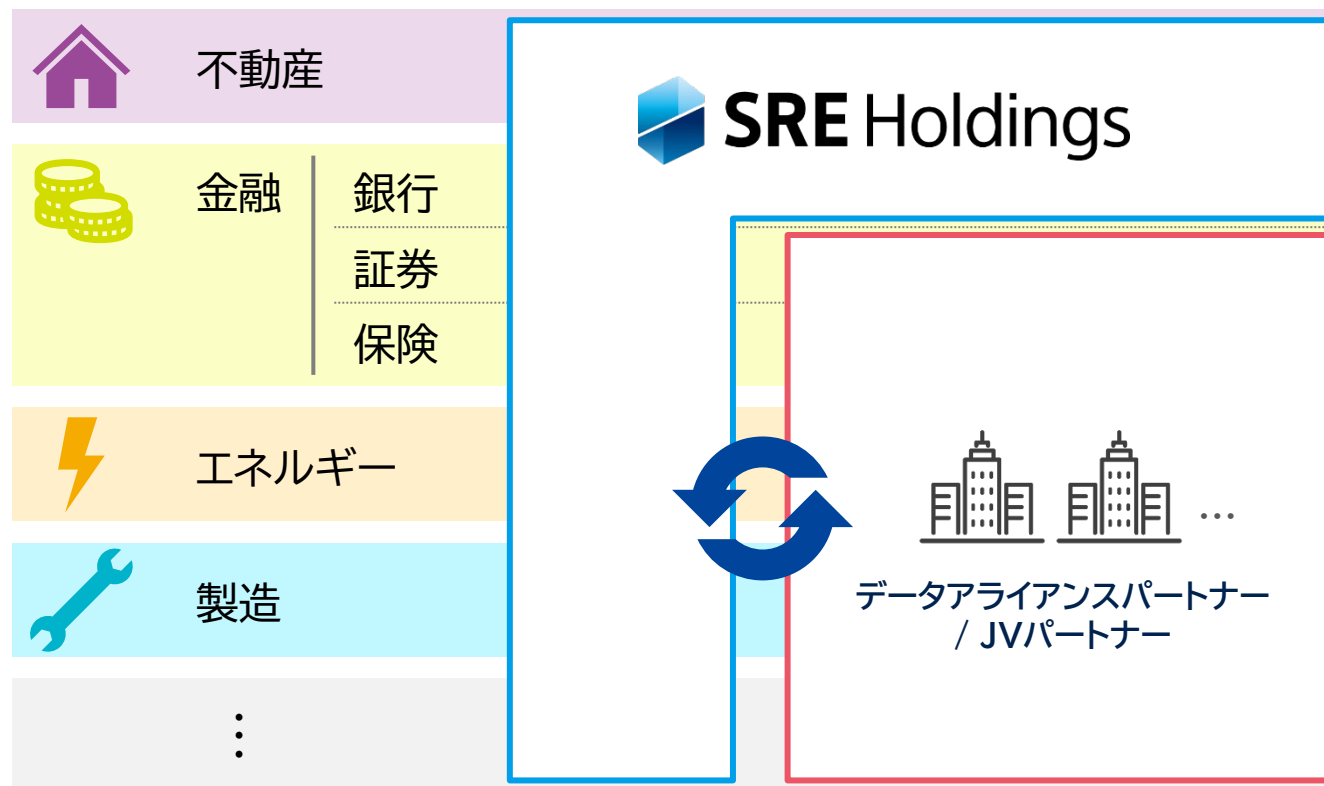 不動産
SRE Holdings
金融
銀行
証券
保険
エネルギー
製造
⋮
…
データアライアンスパートナー
/ JVパートナー